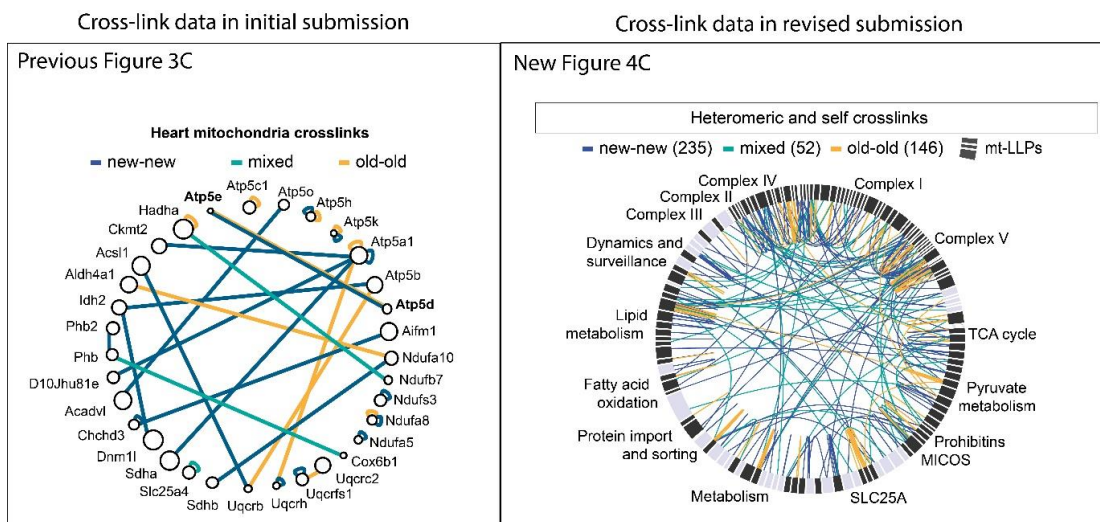 Cross-link data in initial submission
Cross-link data in revised submission
Previous Figure 3C
Heart mitochondria crosslinks
new-new
mixed
old-old
Atp5c1
Atp5o
Atp5e
Atp5h
Hadha
Atp5k
Ckmt2
Atp5a1
Acsl1
Atp5b
Aldh4a1
Atp5d
Idh2
Aifm1
Phb2
Ndufa10
Phb
Ndufb7
D10Jhu81e
Ndufs3
Acadvl
Ndufa8
Chchd3
Ndufa5
Dnm1l
Cox6b1
Sdha
Uqcrc2
Slc25a4
Uqcrfs1
Sdhb
Uqcrb
Uqcrh
New Figure 4C
Heteromeric and self crosslinks
new-new (235)
mixed (52)
old-old (146)
mt-LLPs
Complex IV
Complex I
Complex II
Complex III
Complex V
Dynamics and
surveillance
Lipid
metabolism
TCA cycle
Fatty acid
oxidation
Pyruvate
metabolism
Protein import
and sorting
Prohibitins
MICOS
Metabolism
SLC25A